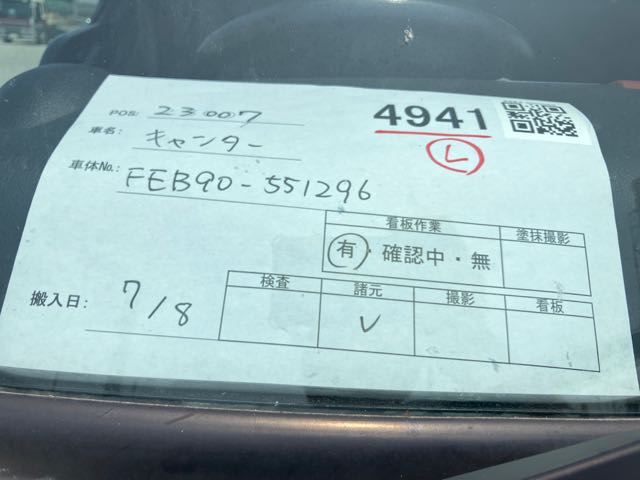 POS: 23007
4941
L
車名: キャンター
車体No.: FEB90-551296
看板作業 塗抹撮影
有・確認中・無
搬入日: 7/8
検査 諸元 撮影 看板
✓